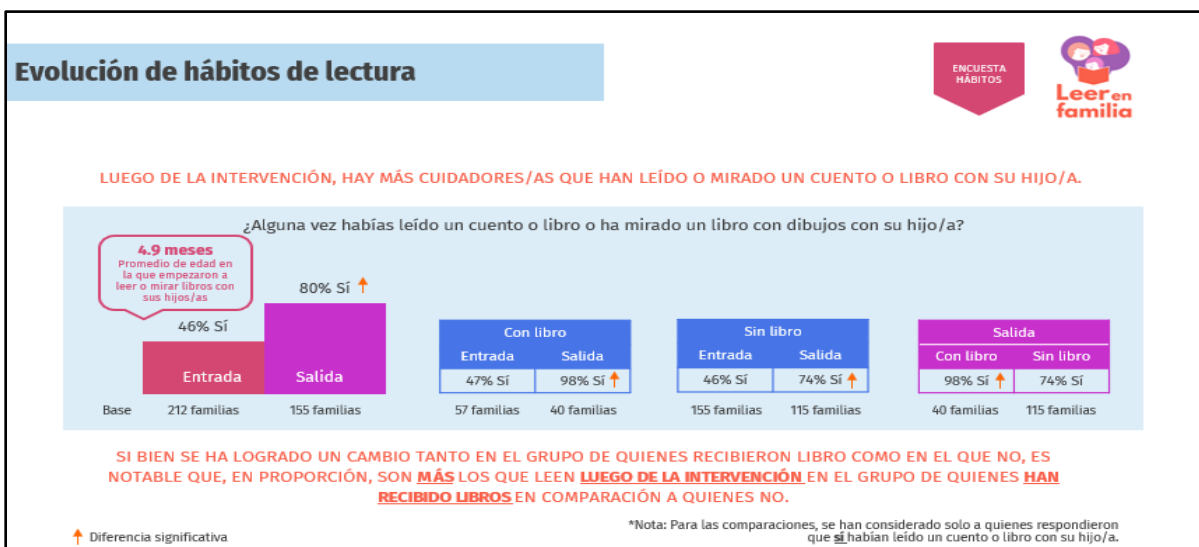 Evolución de hábitos de lectura
ENCUESTA
HÁBITOS
Leer en
familia
LUEGO DE LA INTERVENCIÓN, HAY MÁS CUIDADORES/AS QUE HAN LEÍDO O MIRADO UN CUENTO O LIBRO CON SU HIJO/A.
¿Alguna vez habías leído un cuento o libro o ha mirado un libro con dibujos con su hijo/a?
4.9 meses
Promedio de edad en
la que empezaron a
leer o mirar libros con
sus hijos/as
46% Sí
80% Sí ↑
Entrada Salida
Base 212 familias 155 familias
Con libro
Entrada Salida
47% Sí 98% Sí ↑
57 familias 40 familias
Sin libro
Entrada Salida
46% Sí 74% Sí ↑
155 familias 115 familias
Salida
Con libro Sin libro
98% Sí ↑ 74% Sí
40 familias 115 familias
SI BIEN SE HA LOGRADO UN CAMBIO TANTO EN EL GRUPO DE QUIENES RECIBIERON LIBRO COMO EN EL QUE NO, ES
NOTABLE QUE, EN PROPORCIÓN, SON MÁS LOS QUE LEEN LUEGO DE LA INTERVENCIÓN EN EL GRUPO DE QUIENES HAN
RECIBIDO LIBROS EN COMPARACIÓN A QUIENES NO.
↑ Diferencia significativa
*Nota: Para las comparaciones, se han considerado solo a quienes respondieron
que sí habían leído un cuento o libro con su hijo/a.